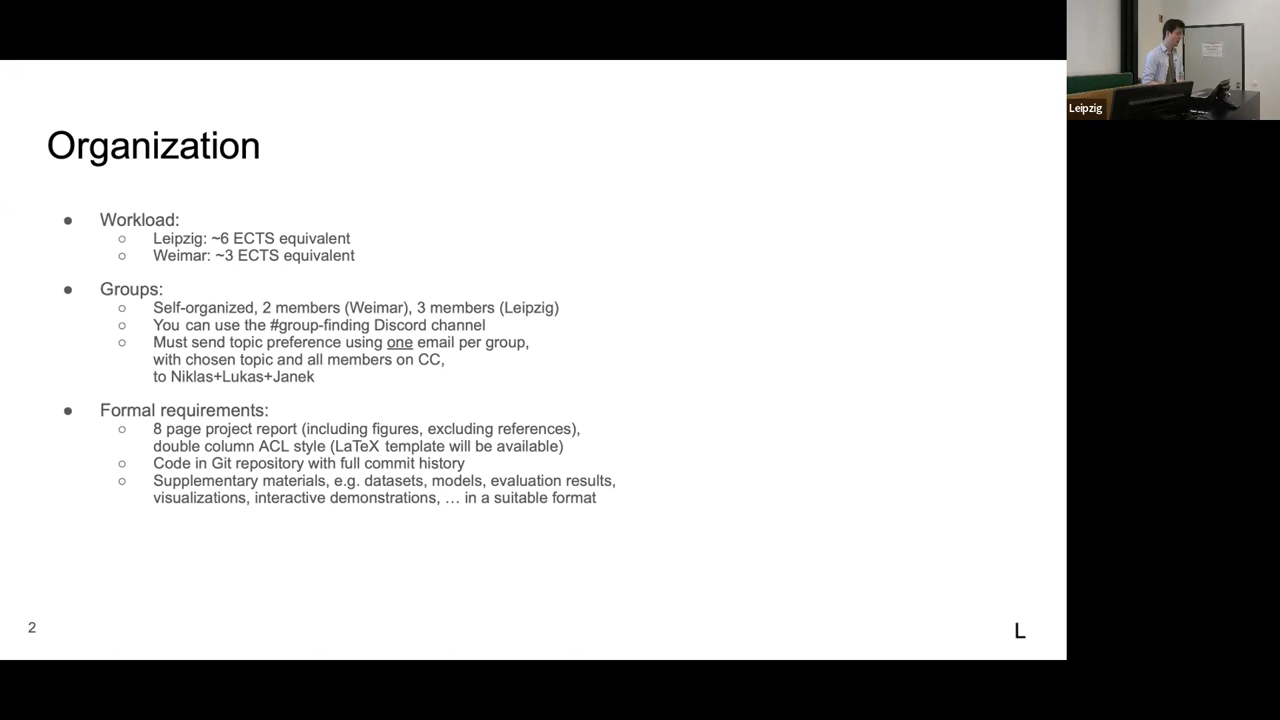 Organization
● Workload:
○ Leipzig: ~6 ECTS equivalent
○ Weimar: ~3 ECTS equivalent
● Groups:
○ Self-organized, 2 members (Weimar), 3 members (Leipzig)
○ You can use the #group-finding Discord channel
○ Must send topic preference using one email per group,
with chosen topic and all members on CC,
to Niklas+Lukas+Janek
● Formal requirements:
○ 8 page project report (including figures, excluding references),
double column ACL style (LaTeX template will be available)
○ Code in Git repository with full commit history
○ Supplementary materials, e.g. datasets, models, evaluation results,
visualizations, interactive demonstrations, … in a suitable format
2
L
Leipzig